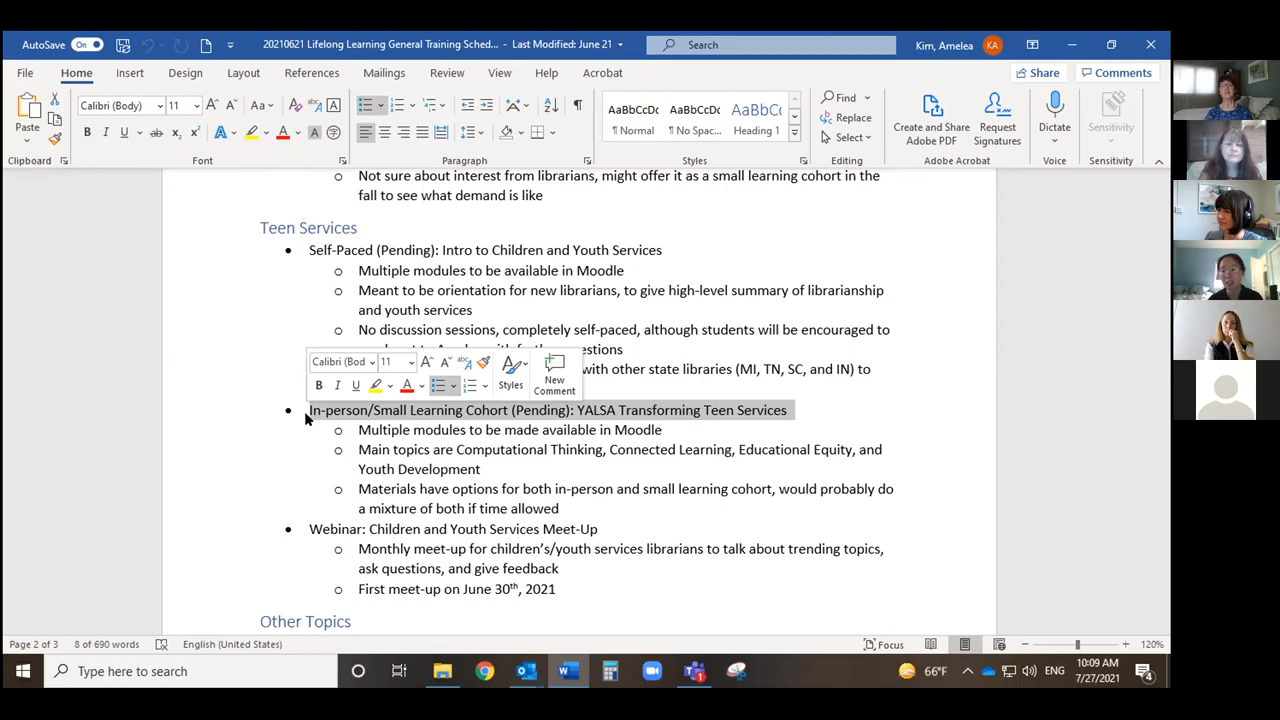 AutoSave On 20210621 Lifelong Learning General Training Sched... - Last Modified: June 21 Search Kim, Amelea KA
File Home Insert Design Layout References Mailings Review View Help Acrobat Share Comments
Calibri (Body) 11 Aa AaBbCcDc AaBbCcDc AaBbCc Find
Replace
Select
Paste B I U ab x₂ x² A A A ¶ Normal ¶ No Spac... Heading 1 Create and Share Adobe PDF Request Signatures Dictate Sensitivity
Clipboard Font Paragraph Styles Editing Adobe Acrobat Voice Sensitivity
Not sure about interest from librarians, might offer it as a small learning cohort in the
fall to see what demand is like
Teen Services
Self-Paced (Pending): Intro to Children and Youth Services
Multiple modules to be available in Moodle
Meant to be orientation for new librarians, to give high-level summary of librarianship
and youth services
No discussion sessions, completely self-paced, although students will be encouraged to
questions
with other state libraries (MI, TN, SC, and IN) to
Calibri (Bod 11
B I U A Styles New Comment
In-person/Small Learning Cohort (Pending): YALSA Transforming Teen Services
Multiple modules to be made available in Moodle
Main topics are Computational Thinking, Connected Learning, Educational Equity, and
Youth Development
Materials have options for both in-person and small learning cohort, would probably do
a mixture of both if time allowed
Webinar: Children and Youth Services Meet-Up
Monthly meet-up for children’s/youth services librarians to talk about trending topics,
ask questions, and give feedback
First meet-up on June 30th, 2021
Other Topics
Page 2 of 3 8 of 690 words English (United States) Focus 120%
Type here to search 66°F ENG 10:09 AM
7/27/2021 4